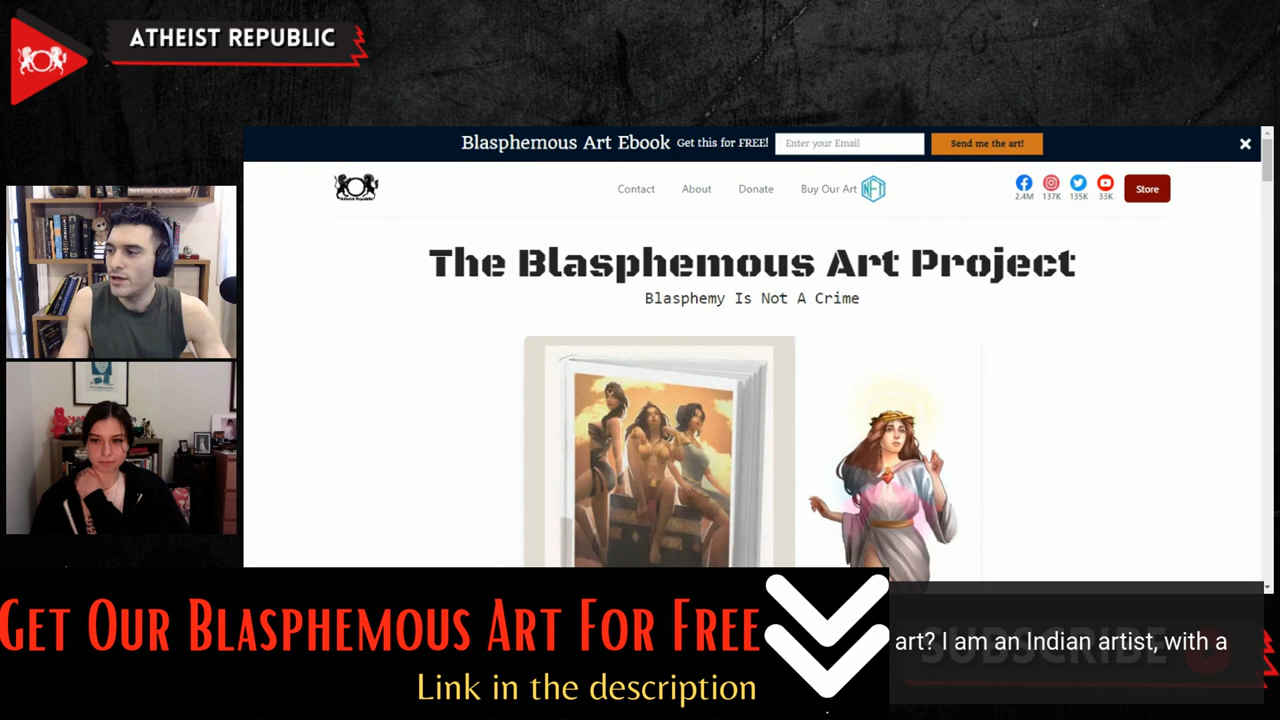 ATHEIST REPUBLIC
Blasphemous Art Ebook Get this for FREE! Enter your Email Send me the art!
Contact About Donate Buy Our Art NFT
2.4M 137K 135K 33K
Store
The Blasphemous Art Project
Blasphemy Is Not A Crime
GET OUR BLASPHEMOUS ART FOR FREE
Link in the description
art? I am an Indian artist, with a
SUBSCRIBE